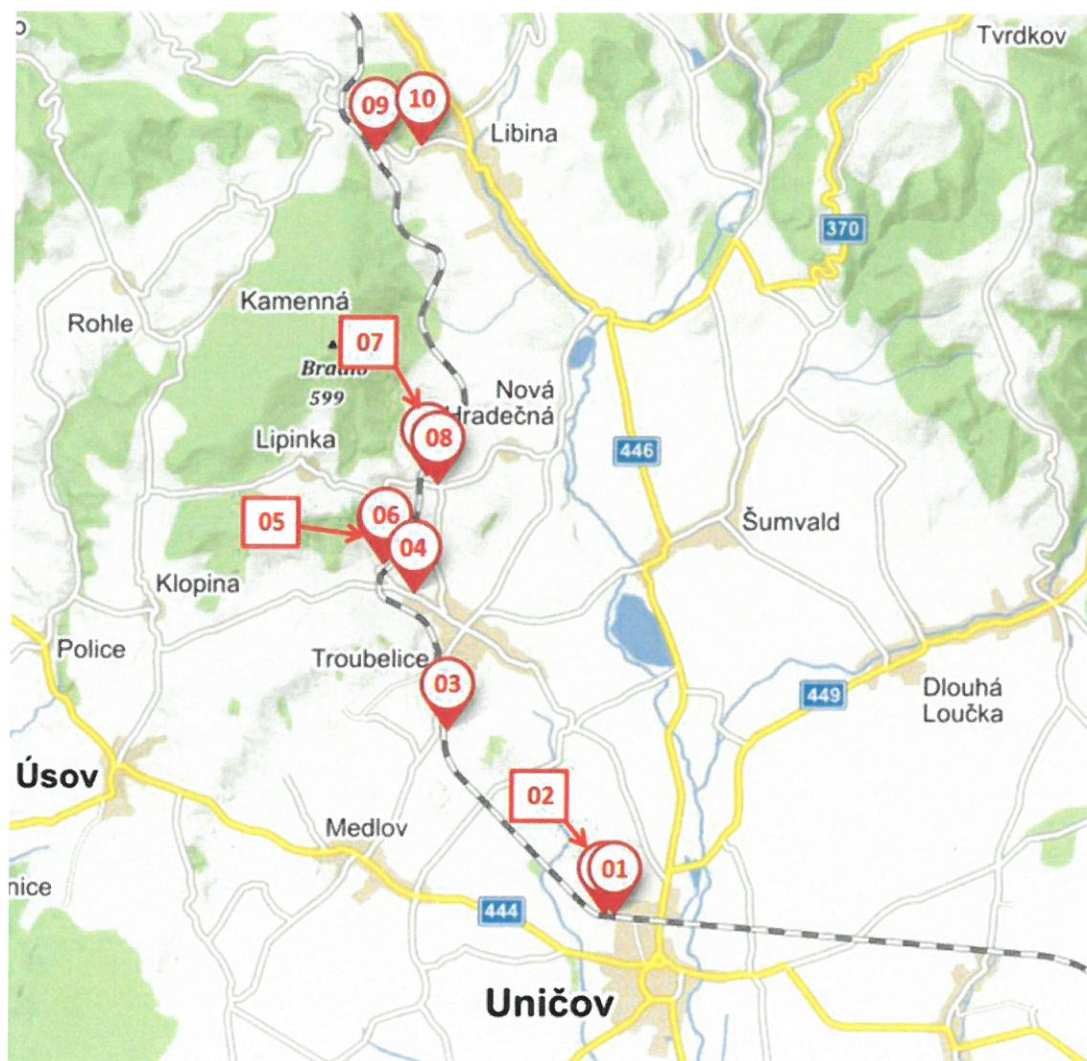 o
Tvrdkov
09
10
Libina
370
Kamenná
Rohle
07
599
Nová
Hradečná
08
Lipinka
446
05
06
Šumvald
04
Klopina
Police
Troubelice
03
449
Dlouhá
Loučka
Úsov
02
Medlov
01
nice
444
Uničov